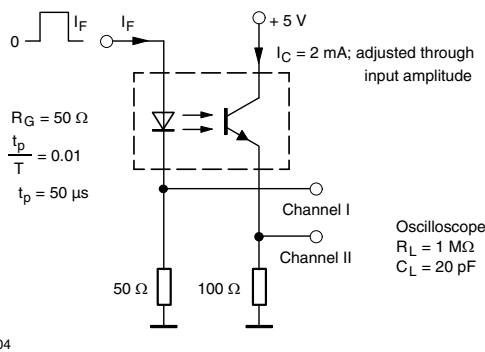 0
I_F
I_F
+ 5 V
I_C = 2 mA; adjusted through
input amplitude
R_G = 50 Ω
t_p
T
= 0.01
t_p = 50 µs
Channel I
Channel II
50 Ω
100 Ω
Oscilloscope
R_L = 1 MΩ
C_L = 20 pF
04